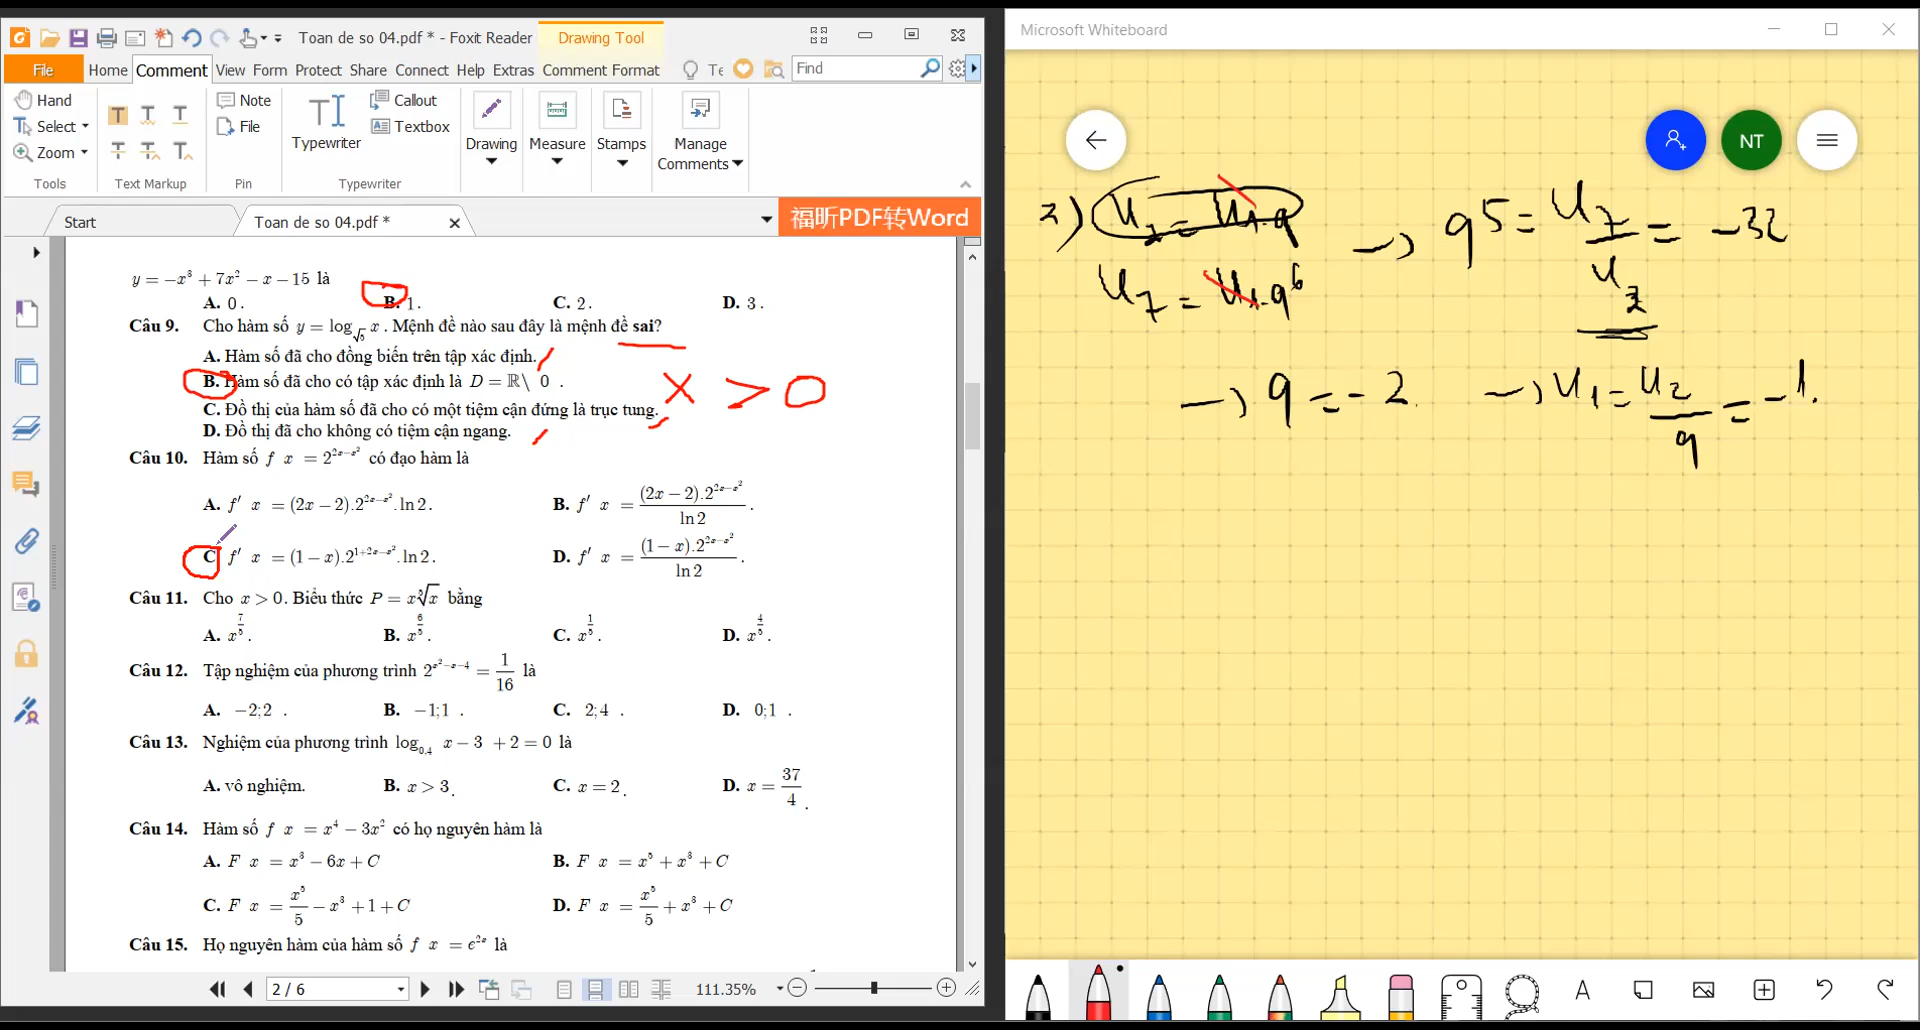 Toan de so 04.pdf * - Foxit Reader
Drawing Tool
File Home Comment View Form Protect Share Connect Help Extras Comment Format Te Find
Hand
Select
Zoom
Tools
Text Markup
Note
File
Pin
Typewriter
Callout
Textbox
Typewriter
Drawing
Measure
Stamps
Manage Comments
Start
Toan de so 04.pdf *
福昕PDF转Word
y = −x³ + 7x² − x − 15 là
A. 0 . B. 1. C. 2. D. 3 .
Câu 9. Cho hàm số y = log_√5 x . Mệnh đề nào sau đây là mệnh đề sai?
A. Hàm số đã cho đồng biến trên tập xác định.
B. Hàm số đã cho có tập xác định là D = ℝ\ 0 .
X > 0
C. Đồ thị của hàm số đã cho có một tiệm cận đứng là trục tung.
D. Đồ thị đã cho không có tiệm cận ngang.
Câu 10. Hàm số f x = 2^(2x−x²) có đạo hàm là
A. f′ x = (2x − 2).2^(2x−x²).ln 2. B. f′ x = (2x − 2).2^(2x−x²) / ln 2 .
C f′ x = (1 − x).2^(1+2x−x²).ln 2. D. f′ x = (1 − x).2^(2x−x²) / ln 2 .
Câu 11. Cho x > 0. Biểu thức P = x⁵√x bằng
A. x^(7/5). B. x^(6/5). C. x^(1/5). D. x^(4/5).
Câu 12. Tập nghiệm của phương trình 2^(x²−x−4) = 1/16 là
A. −2;2 . B. −1;1 . C. 2;4 . D. 0;1 .
Câu 13. Nghiệm của phương trình log_0,4 x − 3 + 2 = 0 là
A. vô nghiệm. B. x > 3. C. x = 2. D. x = 37/4.
Câu 14. Hàm số f x = x⁴ − 3x² có họ nguyên hàm là
A. F x = x³ − 6x + C B. F x = x⁵ + x³ + C
C. F x = x⁵/5 − x³ + 1 + C D. F x = x⁵/5 + x³ + C
Câu 15. Họ nguyên hàm của hàm số f x = e^(2x) là
2 / 6
111.35%
Microsoft Whiteboard
NT
u₂ = u₁.q
→ q⁵ = u₇/u₂ = −32
u₇ = u₁.q⁶
→ q = −2. → u₁ = u₂/q = −1.